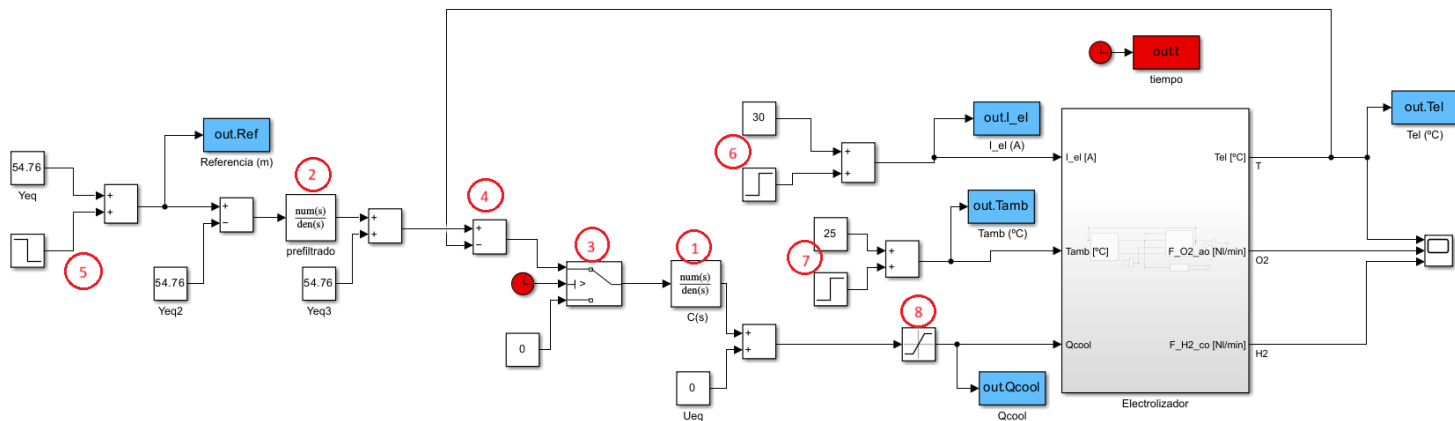 out.t
tiempo
out.Tel
Tel (ºC)
30
out.I_el
I_el (A)
6
out.Ref
Referencia (m)
I_el [A]
Tel [ºC]
T
54.76
Yeq
+
+
5
+
−
54.76
Yeq2
2
num(s)
den(s)
prefiltrado
+
+
54.76
Yeq3
4
+
−
3
>
0
1
num(s)
den(s)
C(s)
+
+
0
Ueq
+
+
out.Tamb
Tamb (ºC)
25
7
+
+
Tamb [ºC]
F_O2_ao [Nl/min]
O2
8
Qcool
F_H2_co [Nl/min]
H2
out.Qcool
Qcool
Electrolizador